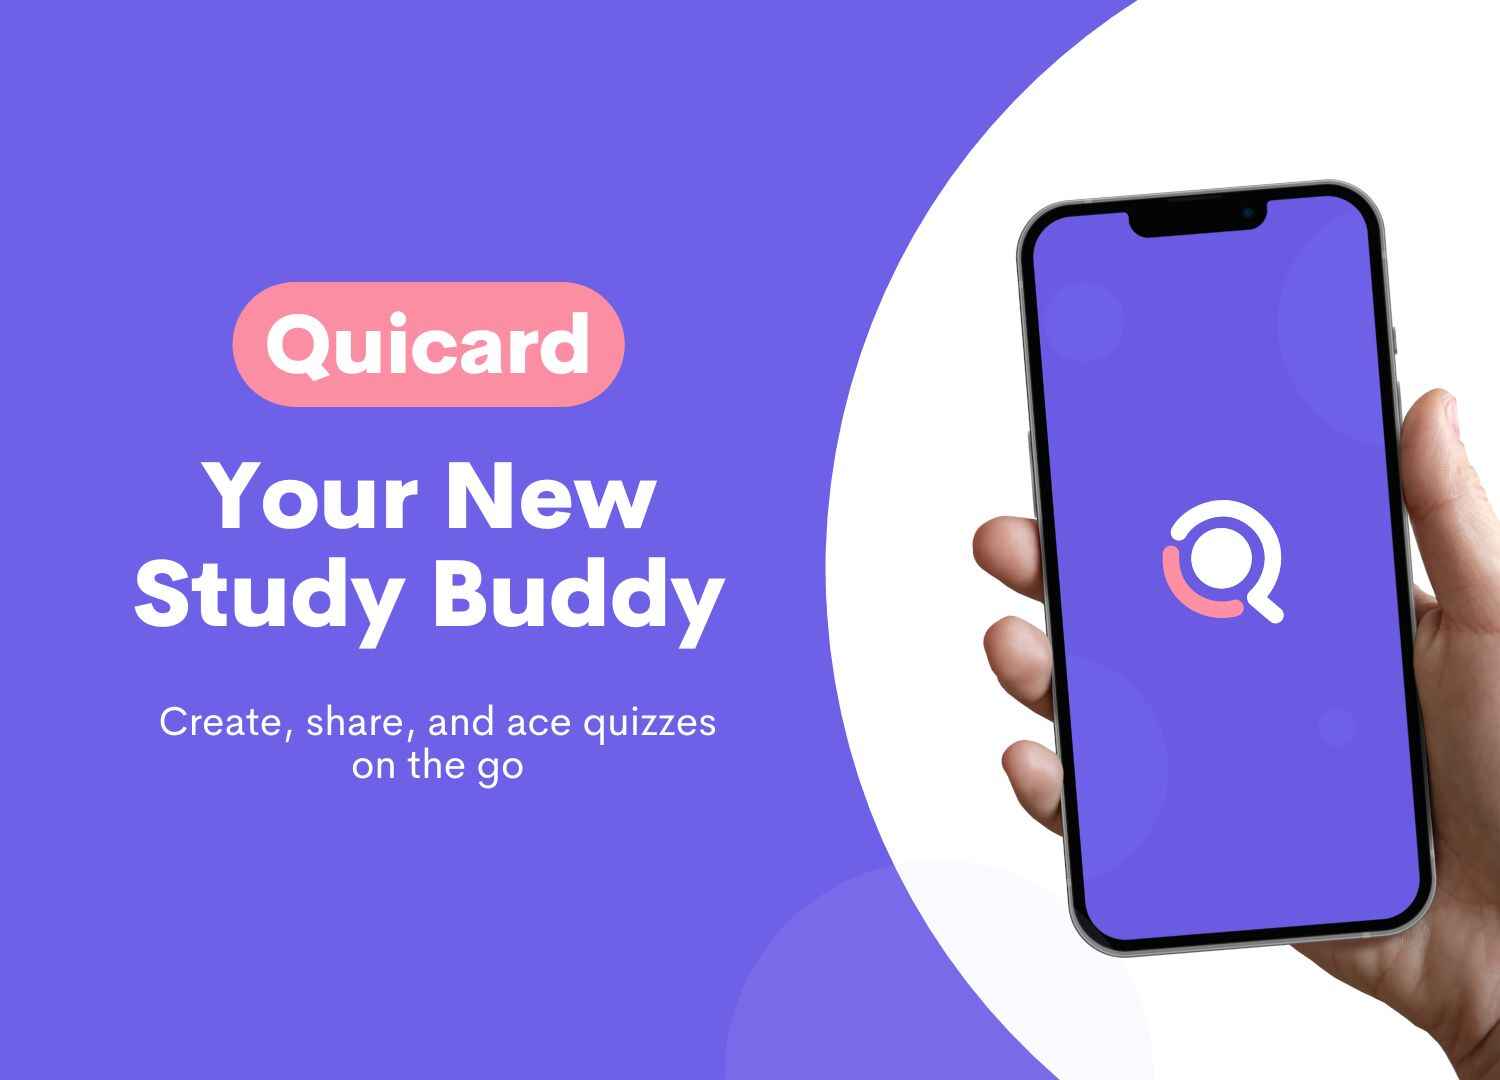 Quicard
Your New
Study Buddy
Create, share, and ace quizzes
on the go